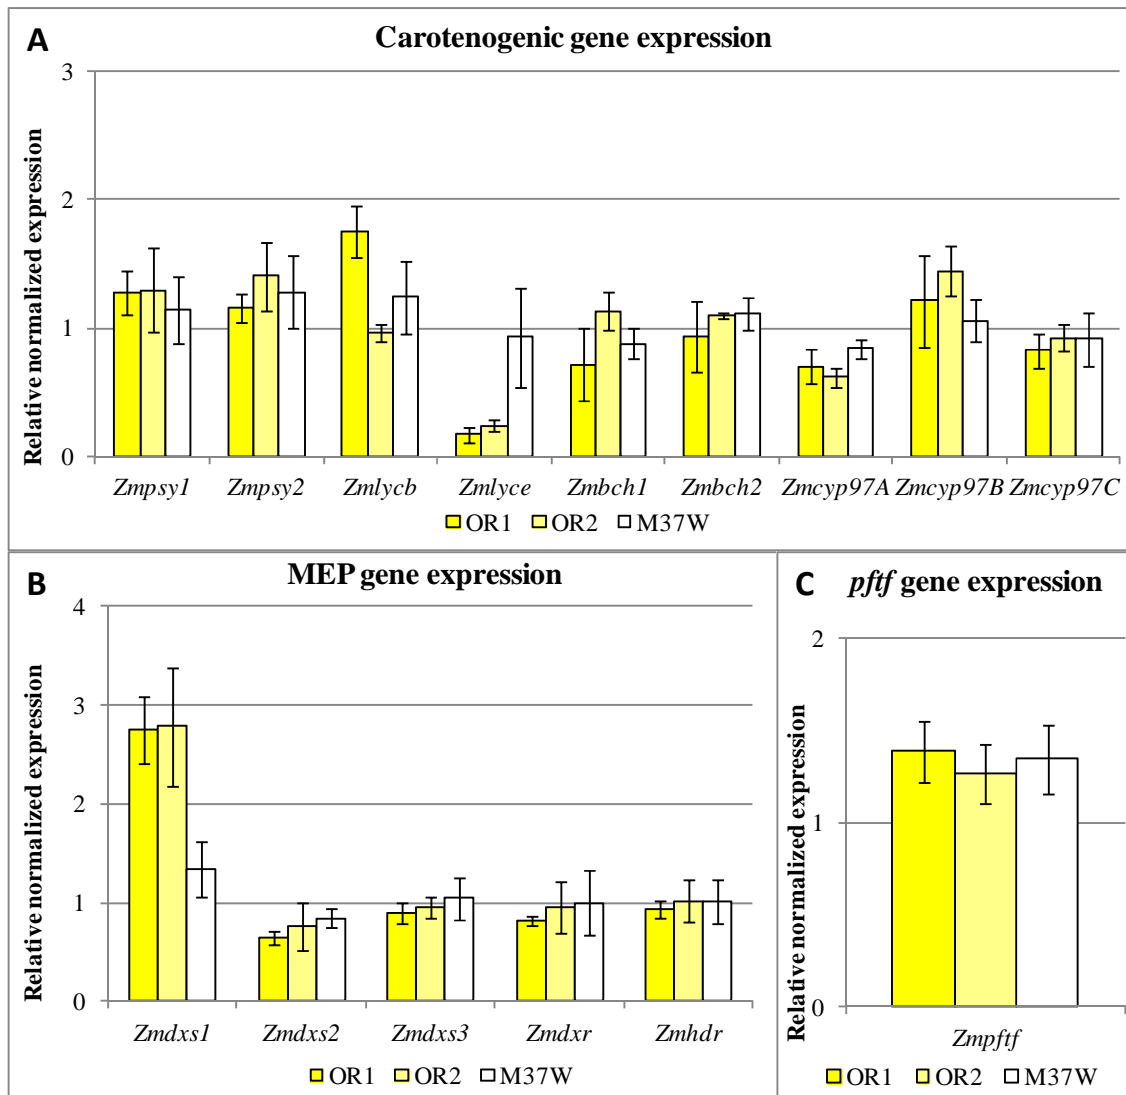 A
Carotenogenic gene expression
Relative normalized expression
3
2
1
0
Zmpsy1 Zmpsy2 Zmlycb Zmlyce Zmbch1 Zmbch2 Zmcyp97A Zmcyp97B Zmcyp97C
OR1 OR2 M37W
B
MEP gene expression
Relative normalized expression
4
3
2
1
0
Zmdxs1 Zmdxs2 Zmdxs3 Zmdxr Zmhdr
OR1 OR2 M37W
C
pftf gene expression
Relative normalized expression
2
1
0
Zmpftf
OR1 OR2 M37W